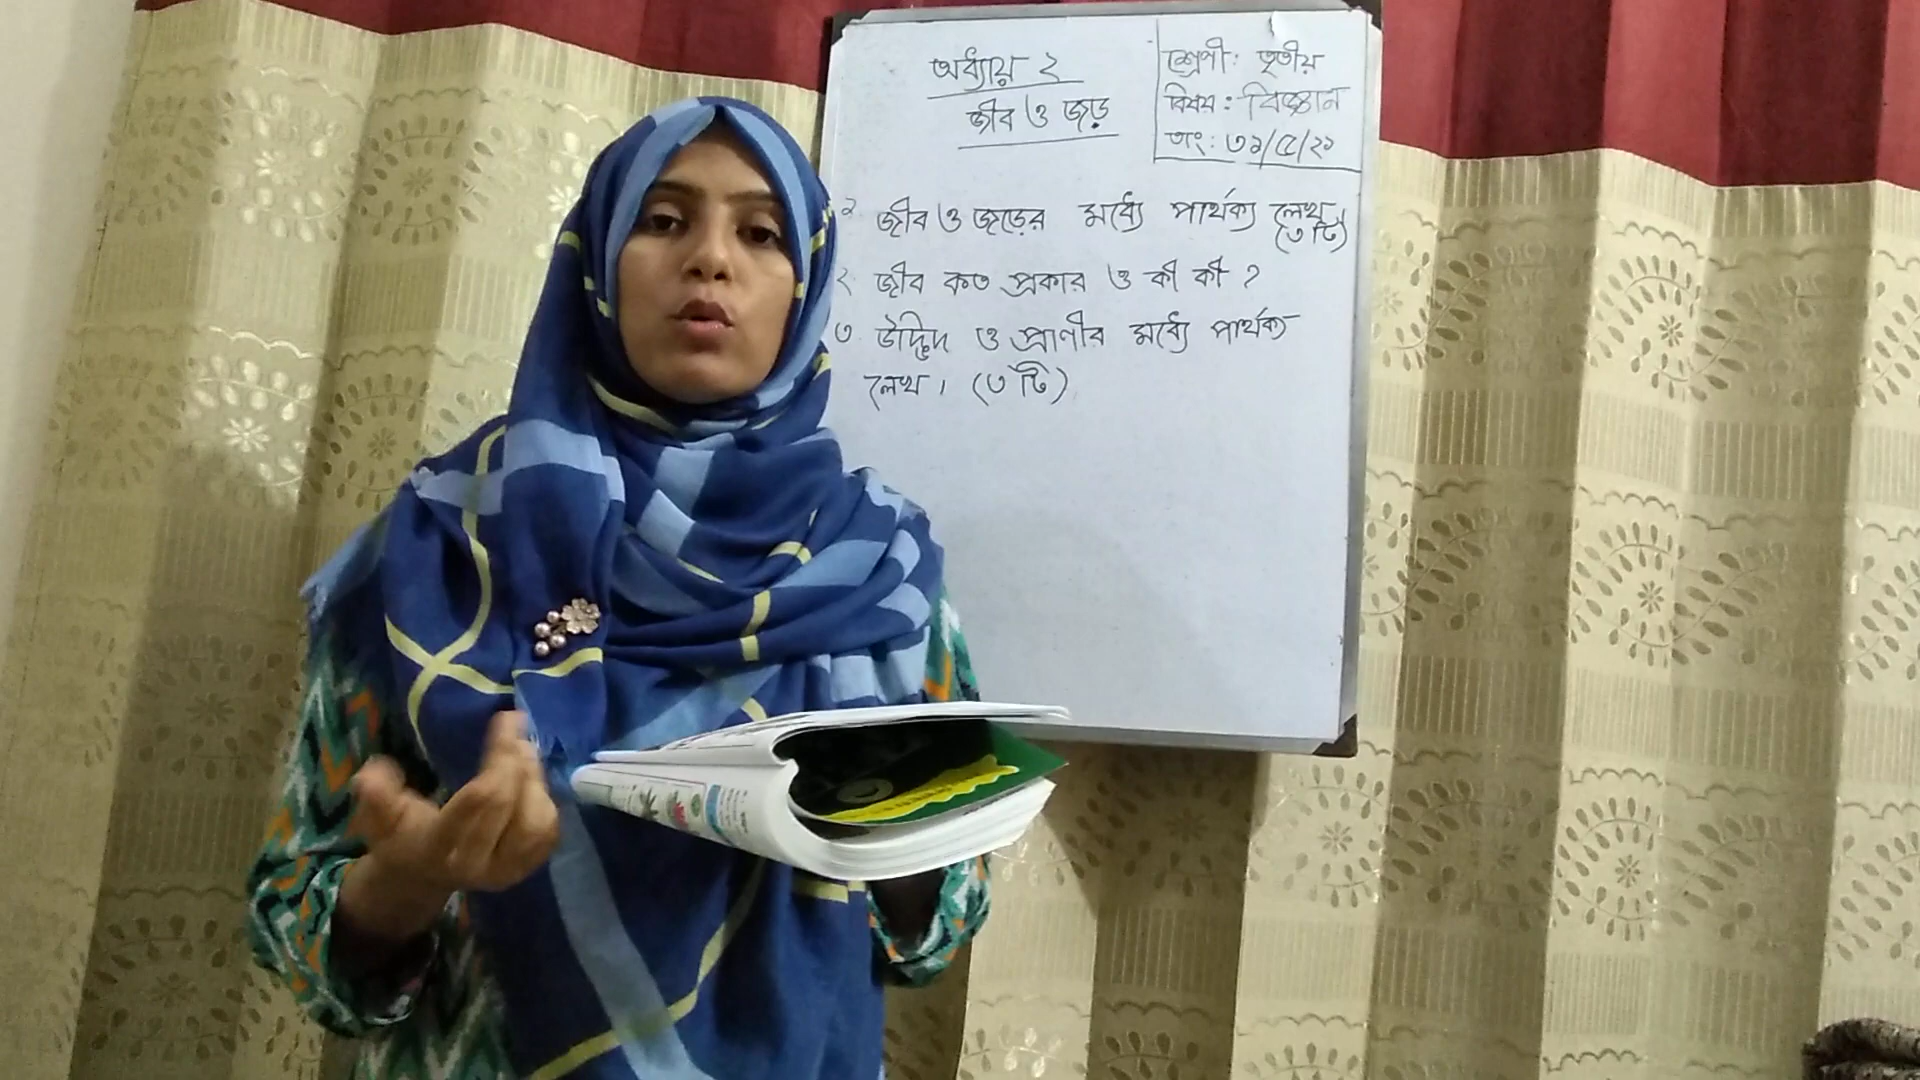 অধ্যায় ২
জীব ও জড়
শ্রেণী: তৃতীয়
বিষয়: বিজ্ঞান
তাং: ৩১/৫/২১
১ জীব ও জড়ের মধ্যে পার্থক্য লেখ
(৩টি)
২ জীব কত প্রকার ও কী কী ?
৩. উদ্ভিদ ও প্রাণীর মধ্যে পার্থক্য
লেখ। (৩টি)